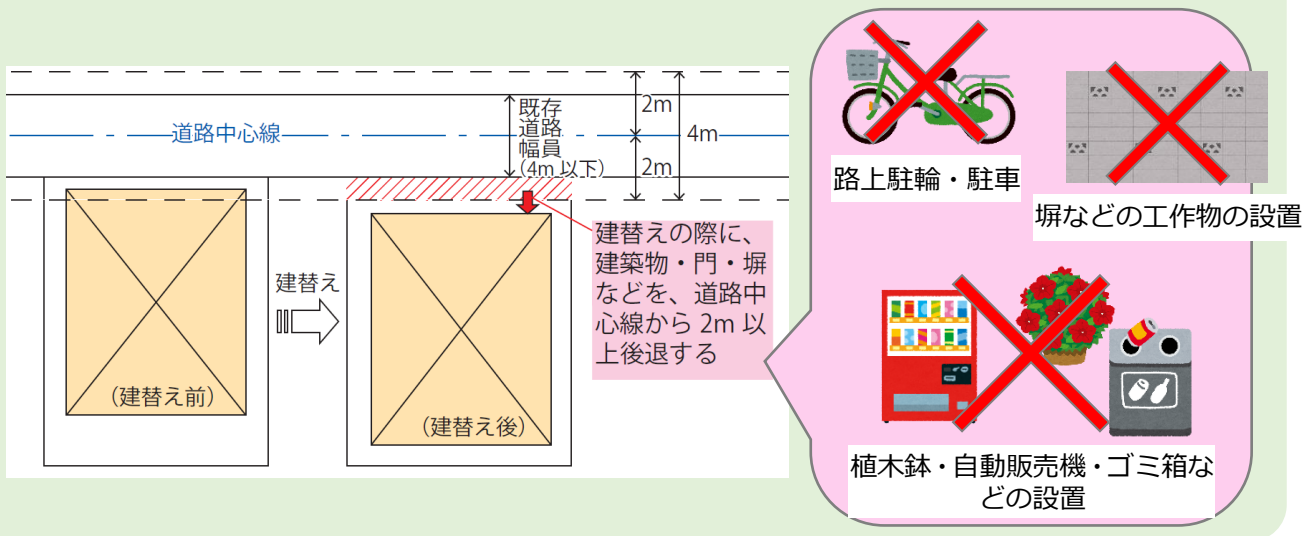 道路中心線
既存
道路
幅員
(4m 以下)
2m
2m
4m
建替え
(建替え前)
(建替え後)
建替えの際に、
建築物・門・塀
などを、道路中
心線から 2m 以
上後退する
路上駐輪・駐車
塀などの工作物の設置
植木鉢・自動販売機・ゴミ箱な
どの設置